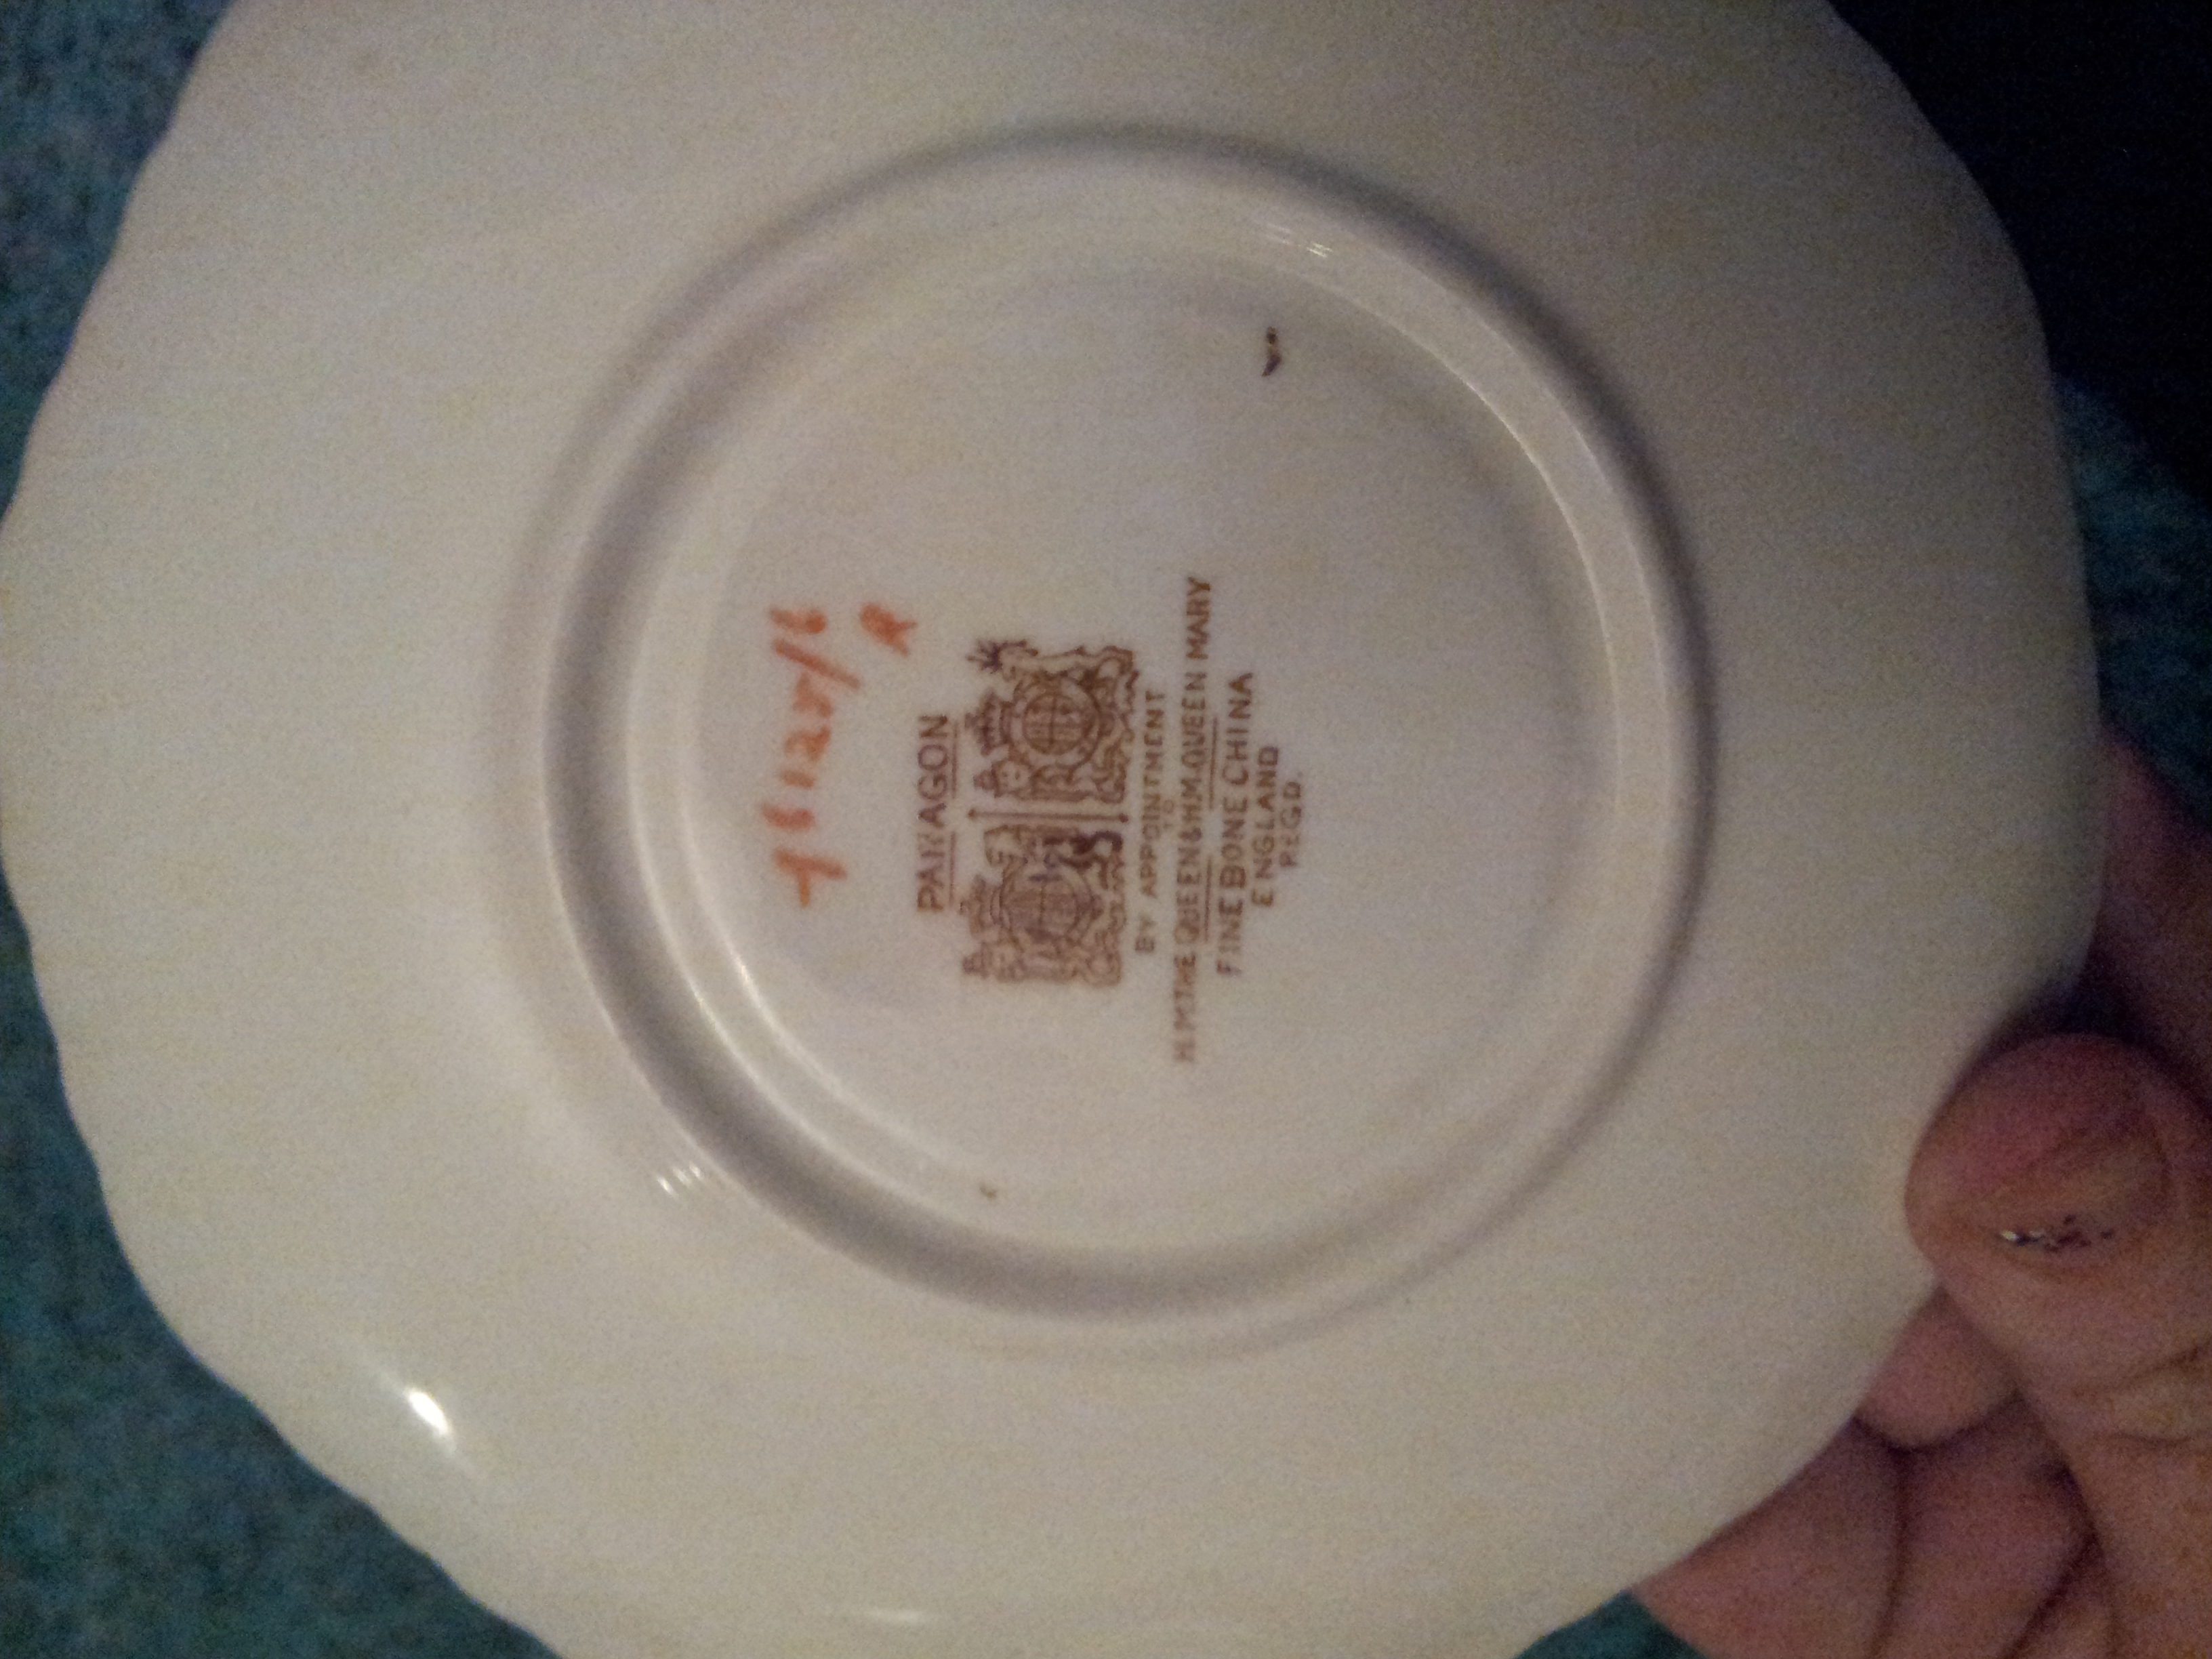 R
PARAGON
BY APPOINTMENT
TO
H.M.THE QUEEN & H.M.QUEEN MARY
FINE BONE CHINA
ENGLAND
REGD.